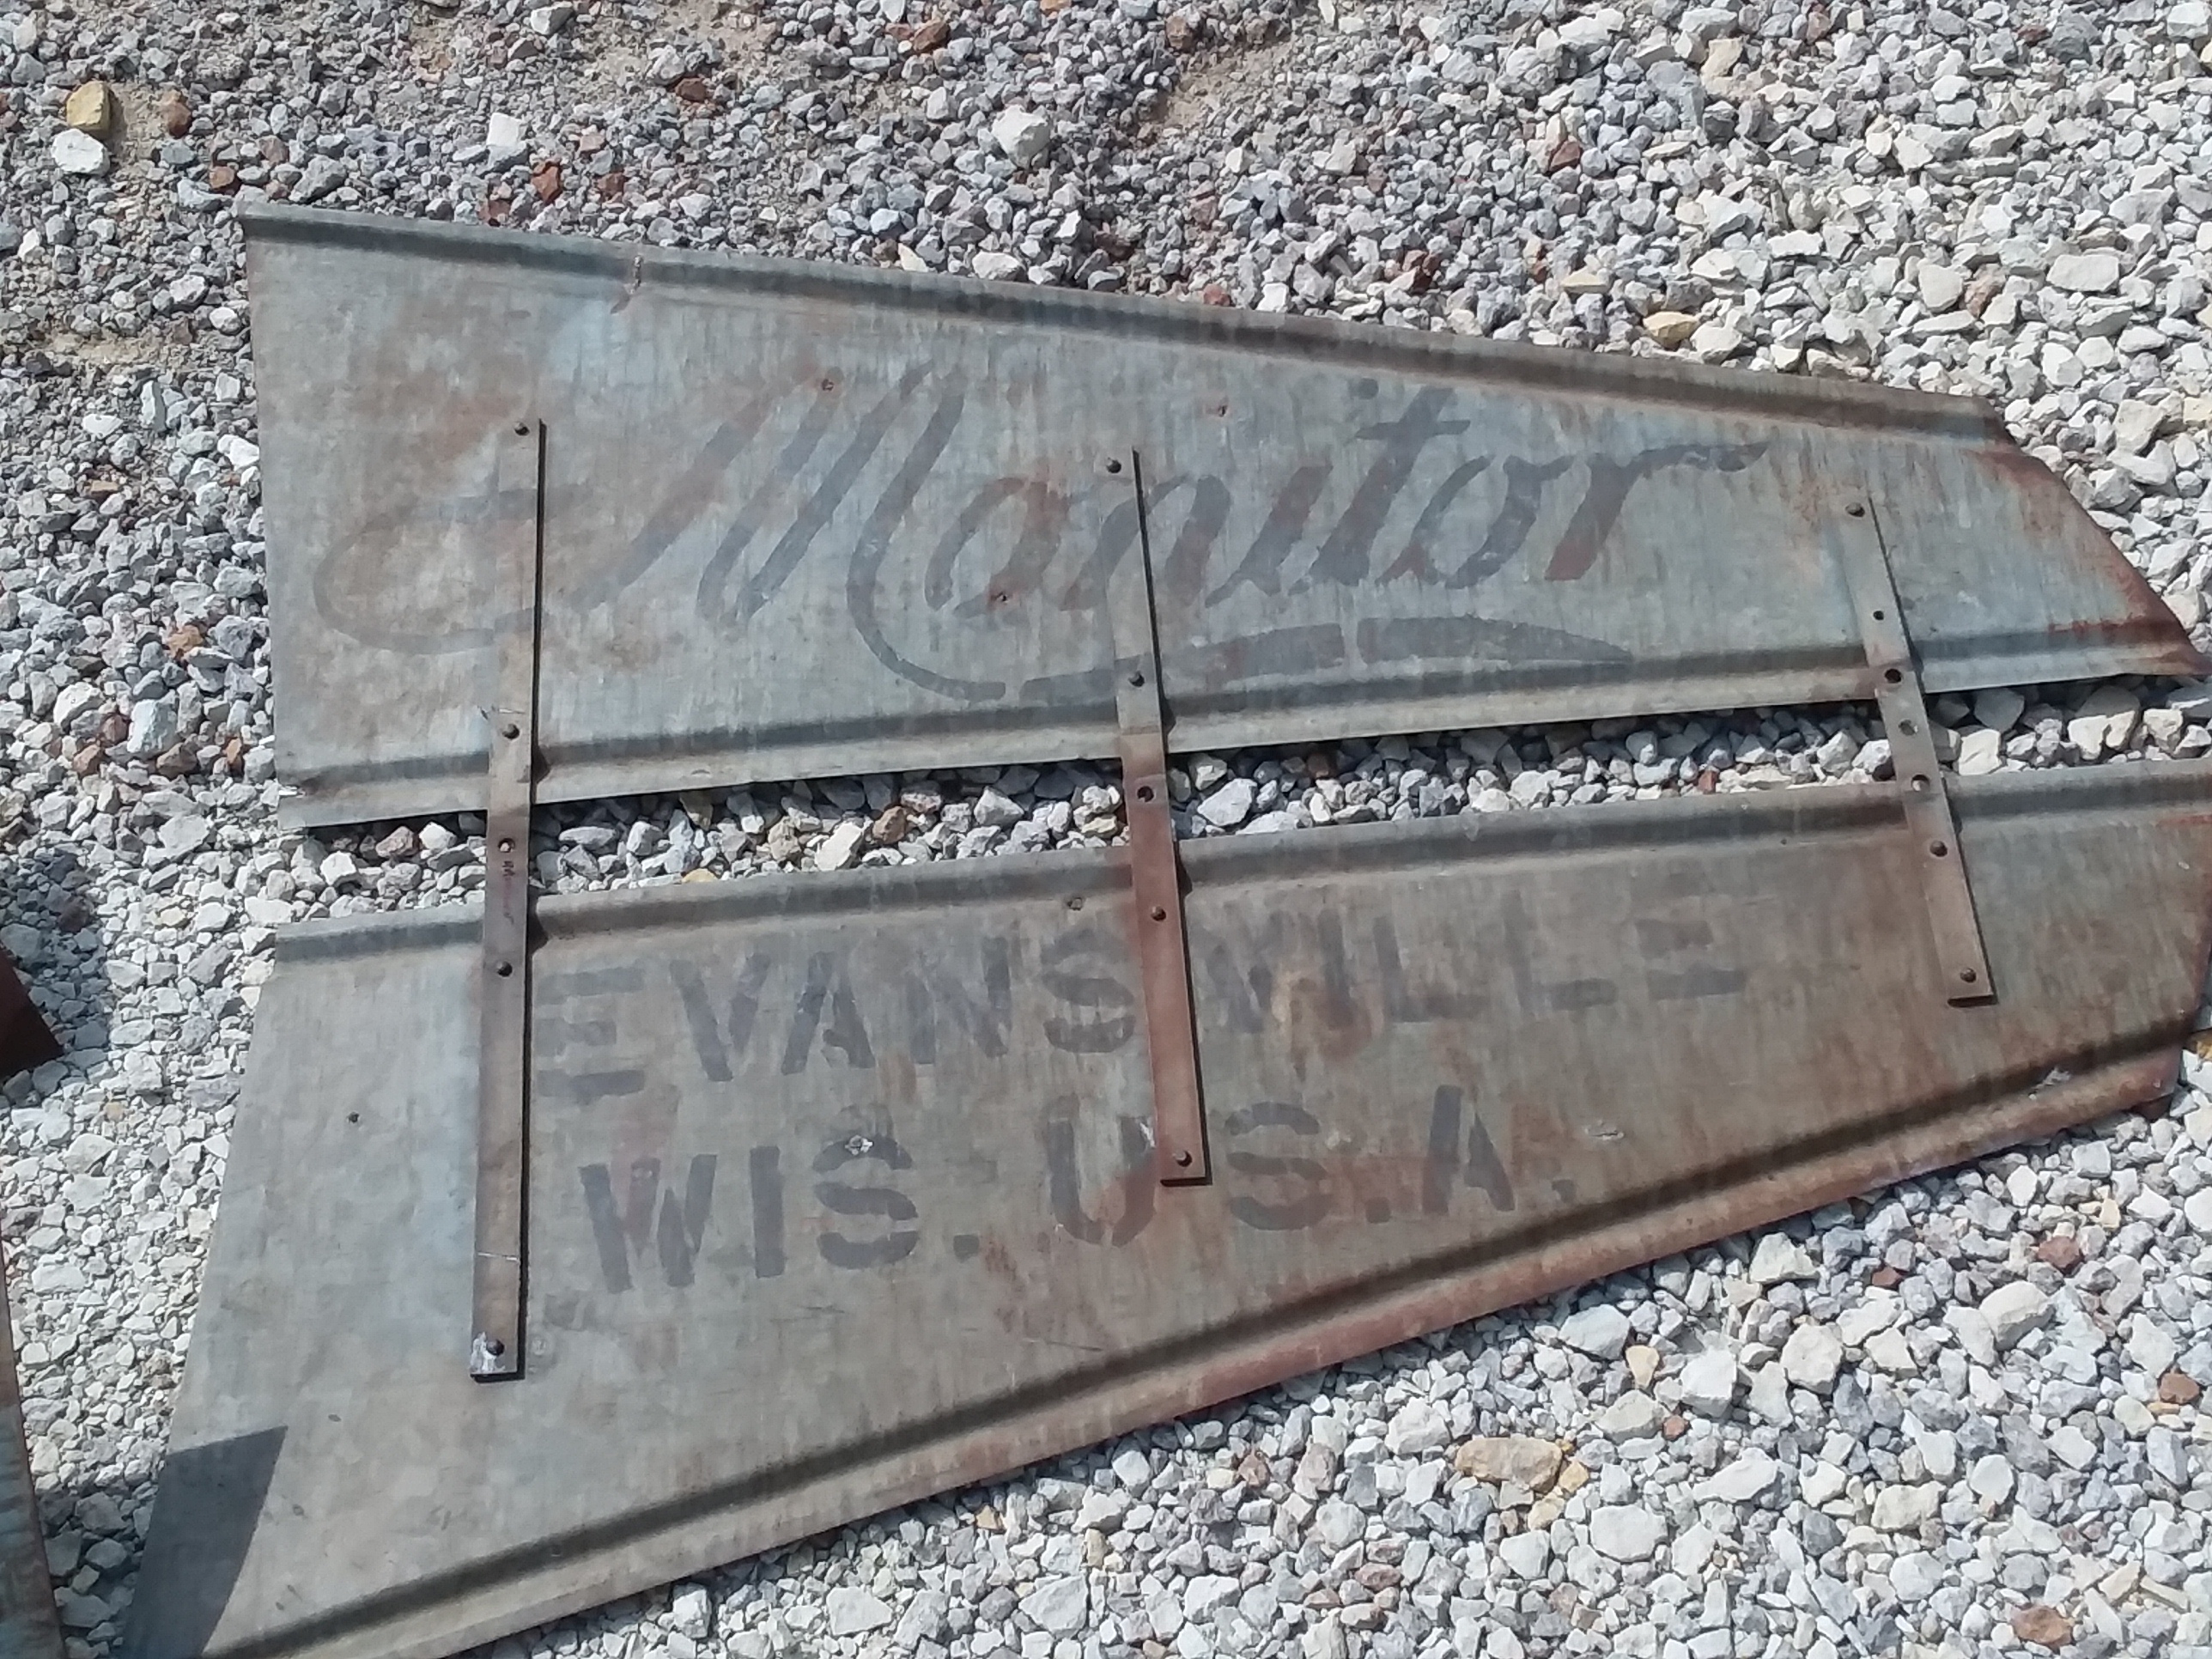 Monitor
EVANSVILLE
WIS. U.S.A.